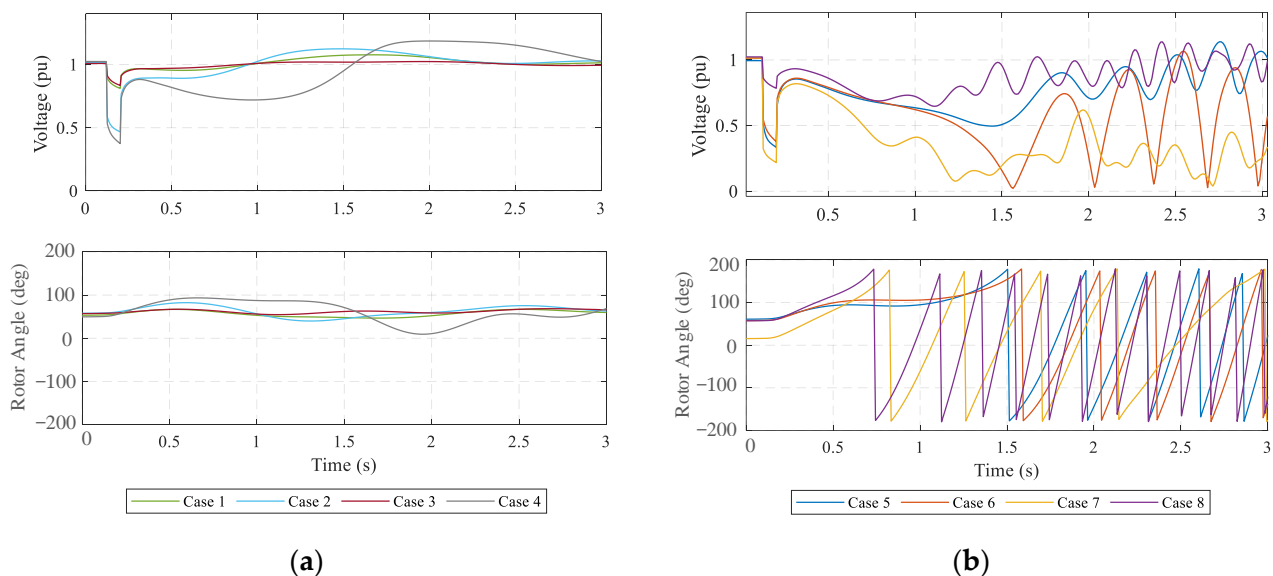 Voltage (pu)
1
0.5
0
0 0.5 1 1.5 2 2.5 3
Rotor Angle (deg)
200
100
0
−100
−200
0 0.5 1 1.5 2 2.5 3
Time (s)
Case 1 Case 2 Case 3 Case 4
(a)
Voltage (pu)
1
0.5
0
0.5 1 1.5 2 2.5 3
Rotor Angle (deg)
200
100
0
−100
−200
0.5 1 1.5 2 2.5 3
Time (s)
Case 5 Case 6 Case 7 Case 8
(b)